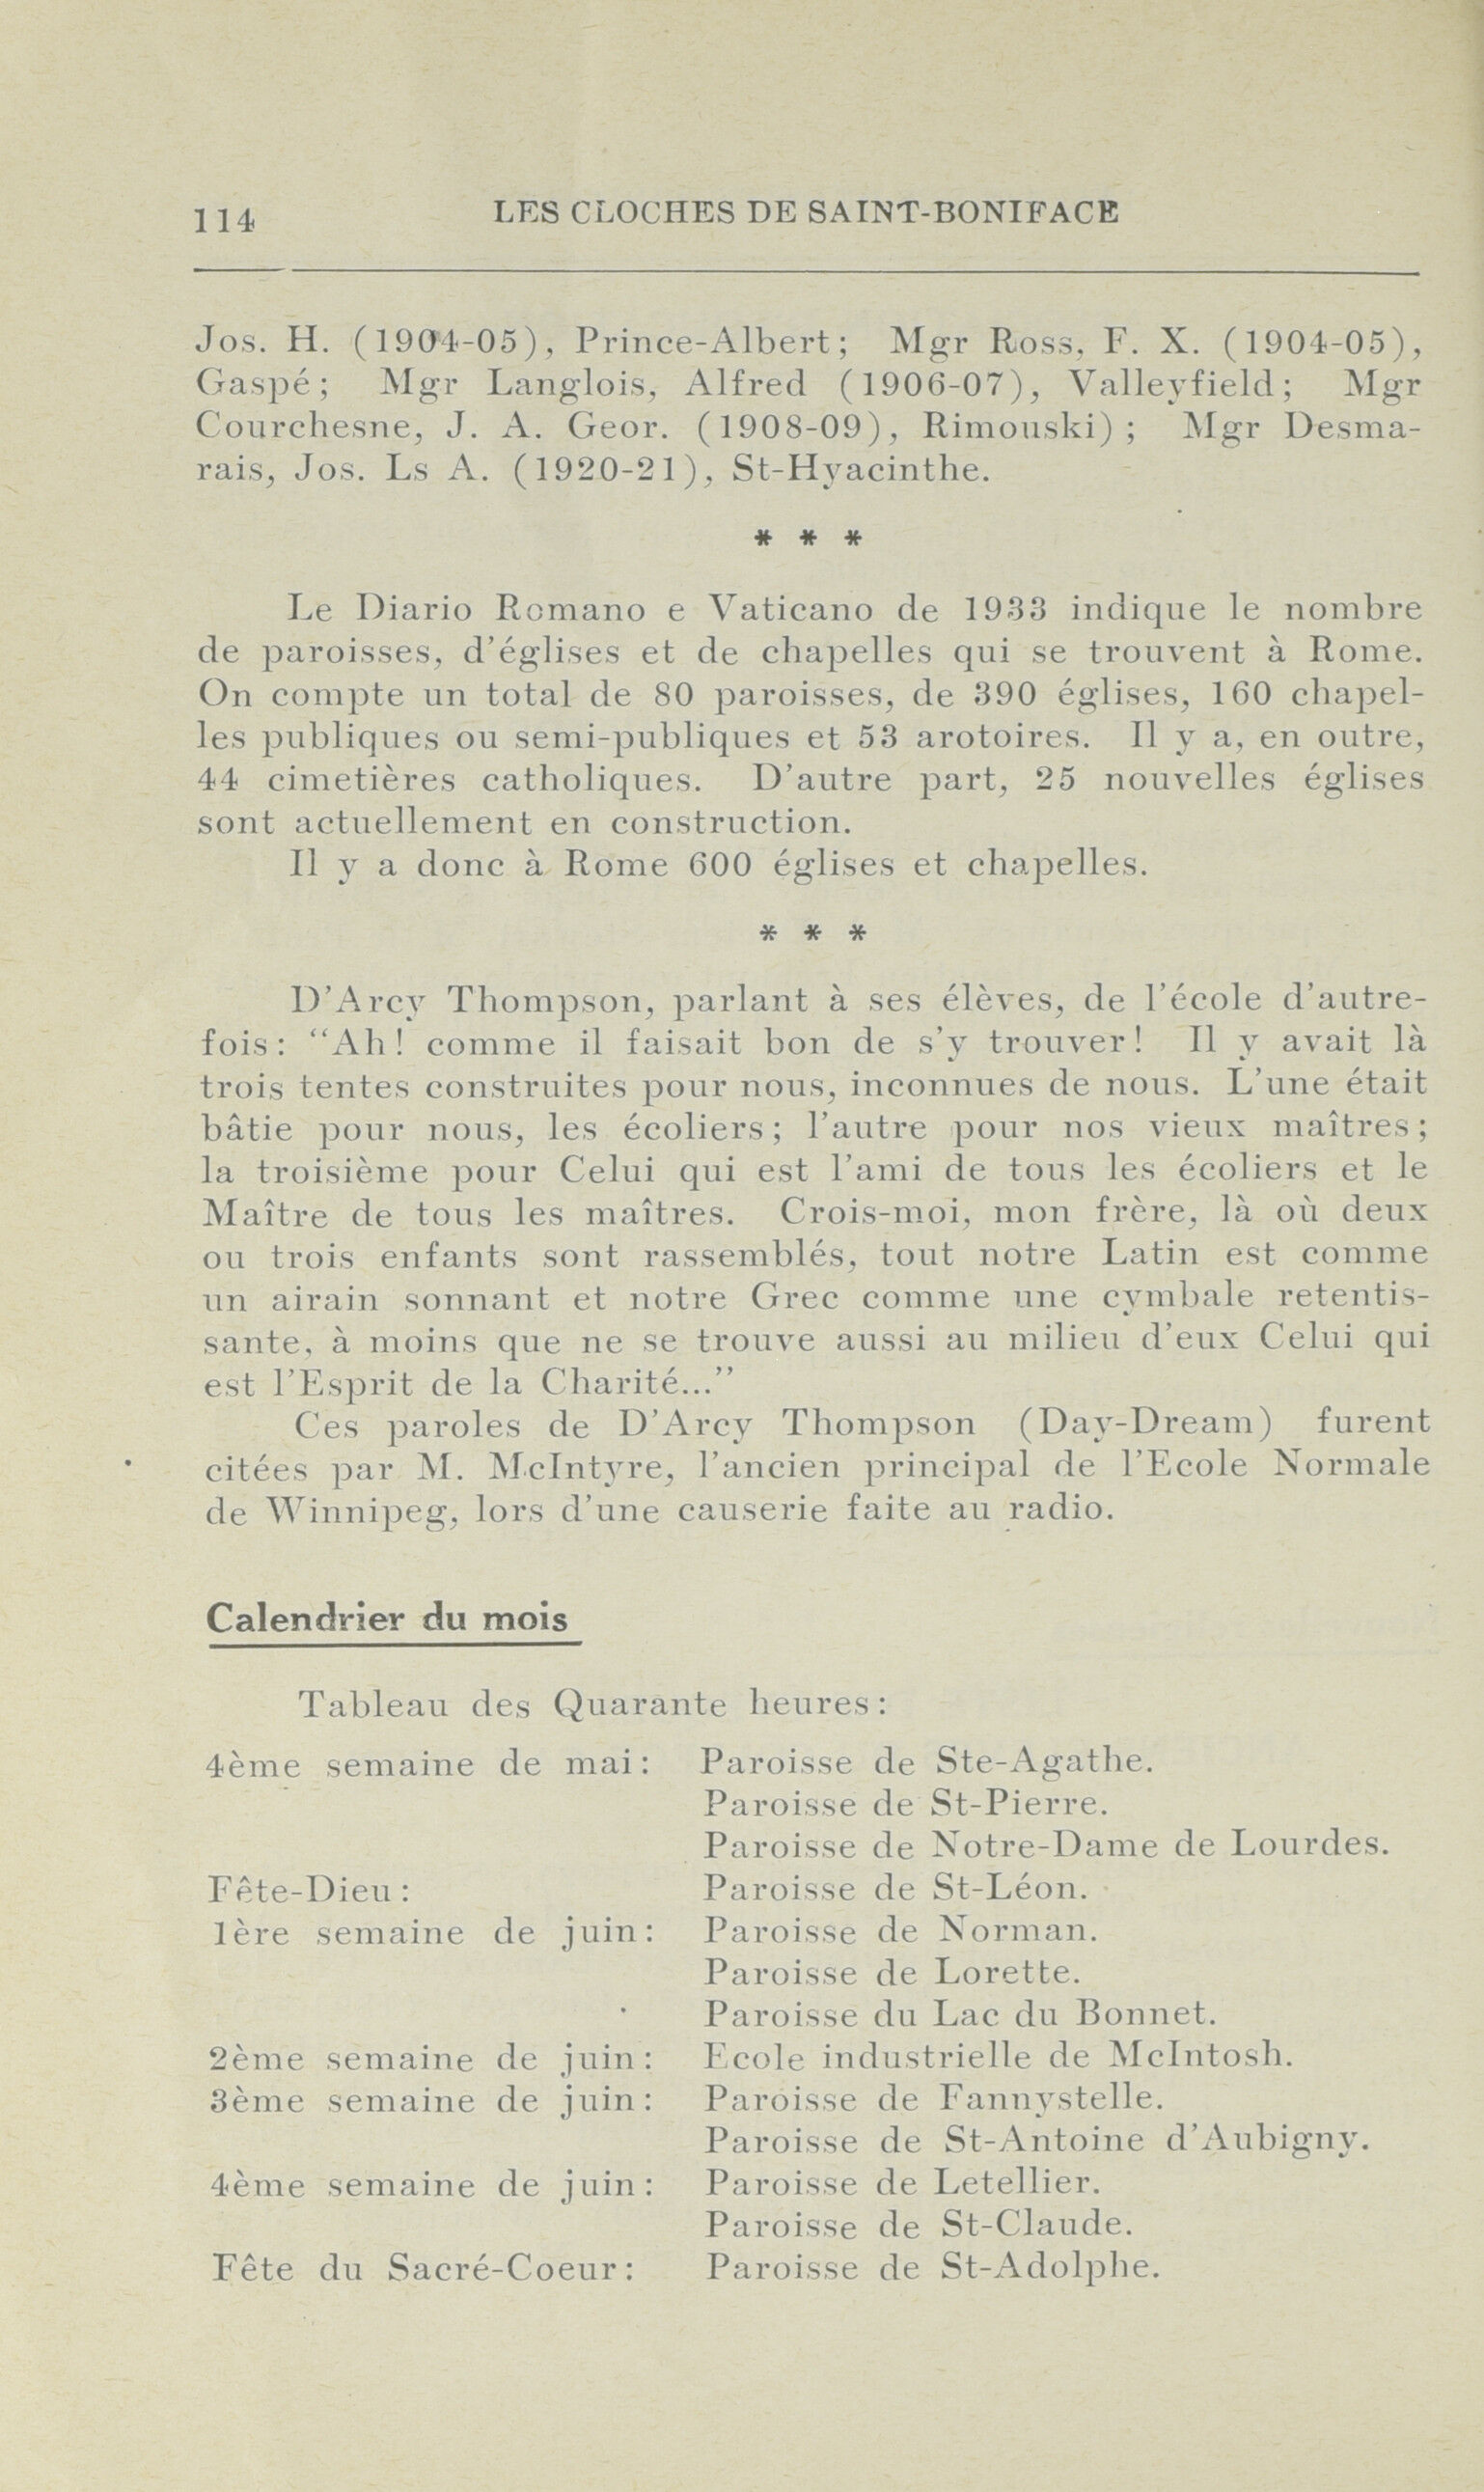 114
LES CLOCHES DE SAINT-BONIFACE
Jos. H. (1904-05), Prince-Albert; Mgr Ross, F. X. (1904-05),
Gaspé; Mgr Langlois, Alfred (1906-07), Valleyfield; Mgr
Courchesne, J. A. Geor. (1908-09), Rimouski) ; Mgr Desma-
rais, Jos. Ls A. (1920-21), St-Hyacinthe.
* * *
Le Diario Romano e Vaticano de 1933 indique le nombre
de paroisses, d'églises et de chapelles qui se trouvent à Rome.
On compte un total de 80 paroisses, de 390 églises, 160 chapel-
les publiques ou semi-publiques et 53 arotoires. Il y a, en outre,
44 cimetières catholiques. D'autre part, 25 nouvelles églises
sont actuellement en construction.
Il y a donc à Rome 600 églises et chapelles.
* * *
D'Arcy Thompson, parlant à ses élèves, de l'école d'autre-
fois: "Ah! comme il faisait bon de s'y trouver! Il y avait là
trois tentes construites pour nous, inconnues de nous. L'une était
bâtie pour nous, les écoliers; l'autre pour nos vieux maîtres;
la troisième pour Celui qui est l'ami de tous les écoliers et le
Maître de tous les maîtres. Crois-moi, mon frère, là où deux
ou trois enfants sont rassemblés, tout notre Latin est comme
un airain sonnant et notre Grec comme une cymbale retentis-
sante, à moins que ne se trouve aussi au milieu d'eux Celui qui
est l'Esprit de la Charité..."
Ces paroles de D'Arcy Thompson (Day-Dream) furent
citées par M. McIntyre, l'ancien principal de l'Ecole Normale
de Winnipeg, lors d'une causerie faite au radio.
Calendrier du mois
Tableau des Quarante heures:
4ème semaine de mai: Paroisse de Ste-Agathe.
Paroisse de St-Pierre.
Paroisse de Notre-Dame de Lourdes.
Fête-Dieu: Paroisse de St-Léon.
1ère semaine de juin: Paroisse de Norman.
Paroisse de Lorette.
Paroisse du Lac du Bonnet.
2ème semaine de juin: Ecole industrielle de McIntosh.
3ème semaine de juin: Paroisse de Fannystelle.
Paroisse de St-Antoine d'Aubigny.
4ème semaine de juin: Paroisse de Letellier.
Paroisse de St-Claude.
Fête du Sacré-Coeur: Paroisse de St-Adolphe.